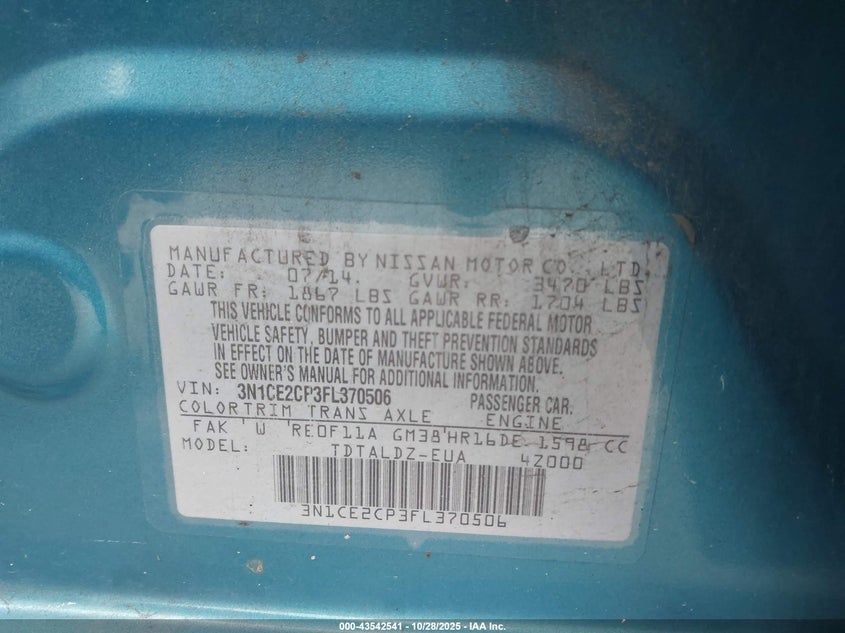 MANUFACTURED BY NISSAN MOTOR CO., LTD.
DATE: 07/14. GVWR: 3470 LBS
GAWR FR: 1867 LBS GAWR RR: 1704 LBS
THIS VEHICLE CONFORMS TO ALL APPLICABLE FEDERAL MOTOR
VEHICLE SAFETY, BUMPER AND THEFT PREVENTION STANDARDS
IN EFFECT ON THE DATE OF MANUFACTURE SHOWN ABOVE.
SEE OWNER'S MANUAL FOR ADDITIONAL INFORMATION.
VIN: 3N1CE2CP3FL370506 PASSENGER CAR.
COLOR TRIM TRANS AXLE ENGINE
FAK W RE0F11A GM38 HR16DE 1598 CC
MODEL: TDTALDZ-EUA 4Z000
3N1CE2CP3FL370506
000-43542541 - 10/28/2025 - IAA Inc.